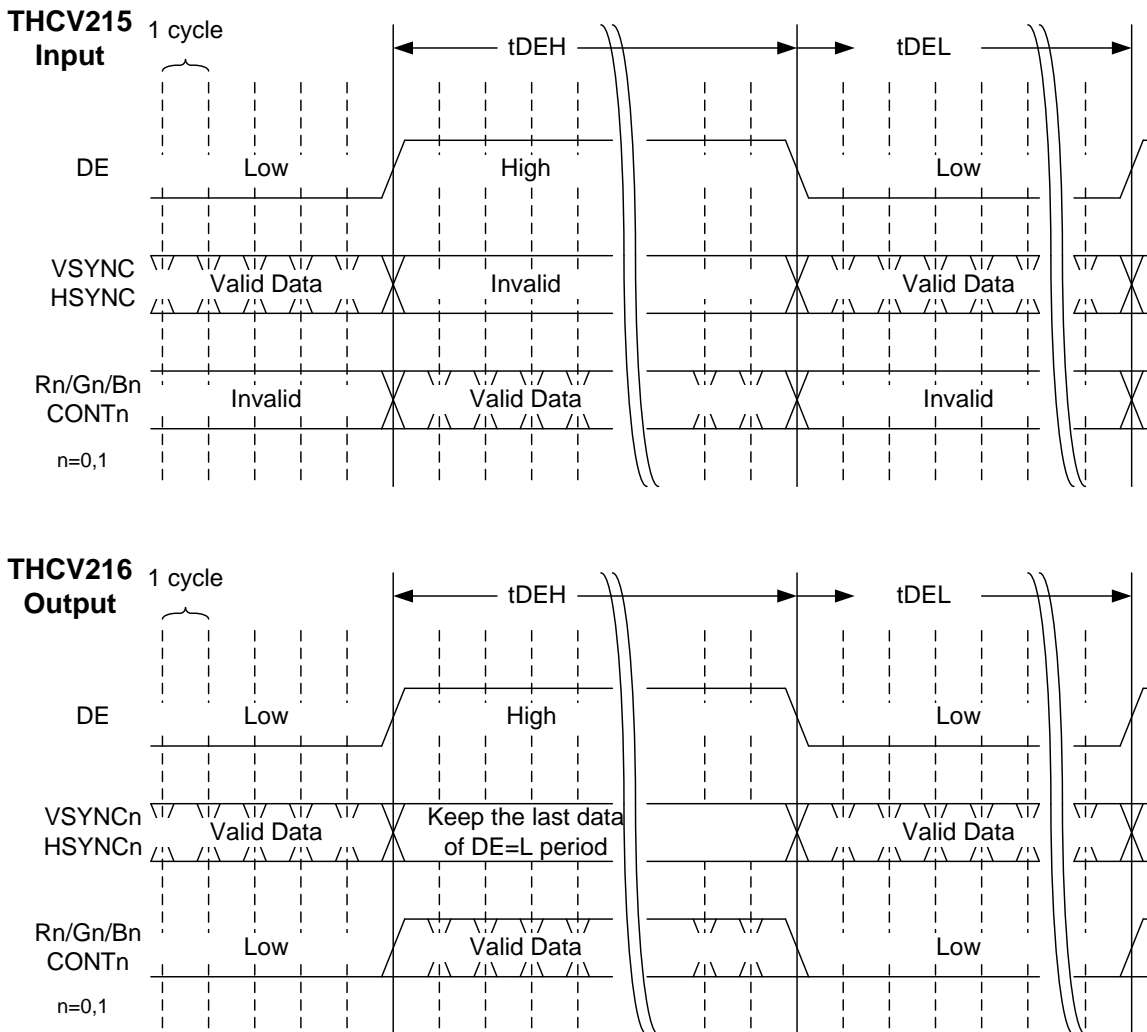 THCV215
Input
1 cycle
tDEH
tDEL
DE
Low
High
Low
VSYNC
HSYNC
Valid Data
Invalid
Valid Data
Rn/Gn/Bn
CONTn
Invalid
Valid Data
Invalid
n=0,1
THCV216
Output
1 cycle
tDEH
tDEL
DE
Low
High
Low
VSYNCn
HSYNCn
Valid Data
Keep the last data
of DE=L period
Valid Data
Rn/Gn/Bn
CONTn
Low
Valid Data
Low
n=0,1